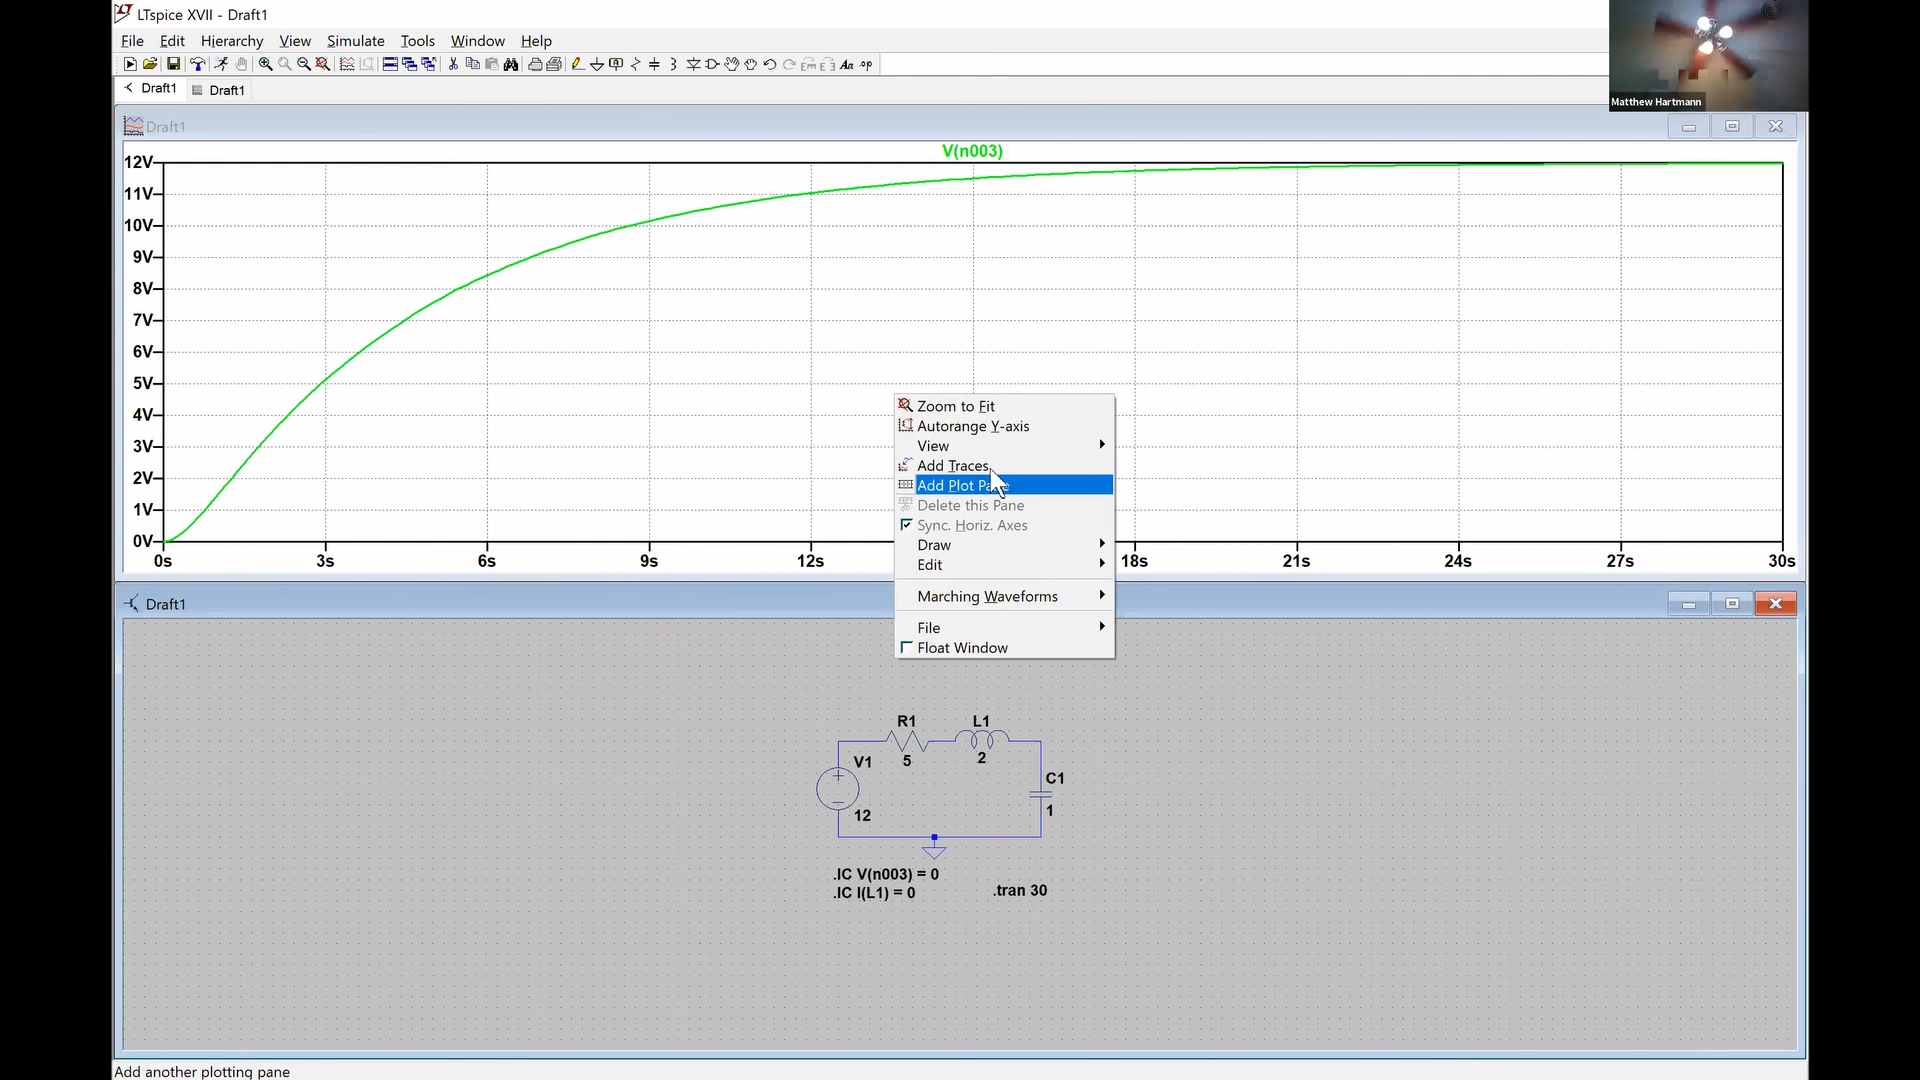 LTspice XVII - Draft1
File Edit Hierarchy View Simulate Tools Window Help
Draft1 Draft1
Matthew Hartmann
Draft1
V(n003)
12V
11V
10V
9V
8V
7V
6V
5V
4V
3V
2V
1V
0V
0s 3s 6s 9s 12s 18s 21s 24s 27s 30s
Zoom to Fit
Autorange Y-axis
View
Add Traces
Add Plot
Delete this Pane
Sync. Horiz. Axes
Draw
Edit
Marching Waveforms
File
Float Window
Draft1
R1 L1
5 2
V1
12
C1
1
.IC V(n003) = 0
.IC I(L1) = 0
.tran 30
Add another plotting pane